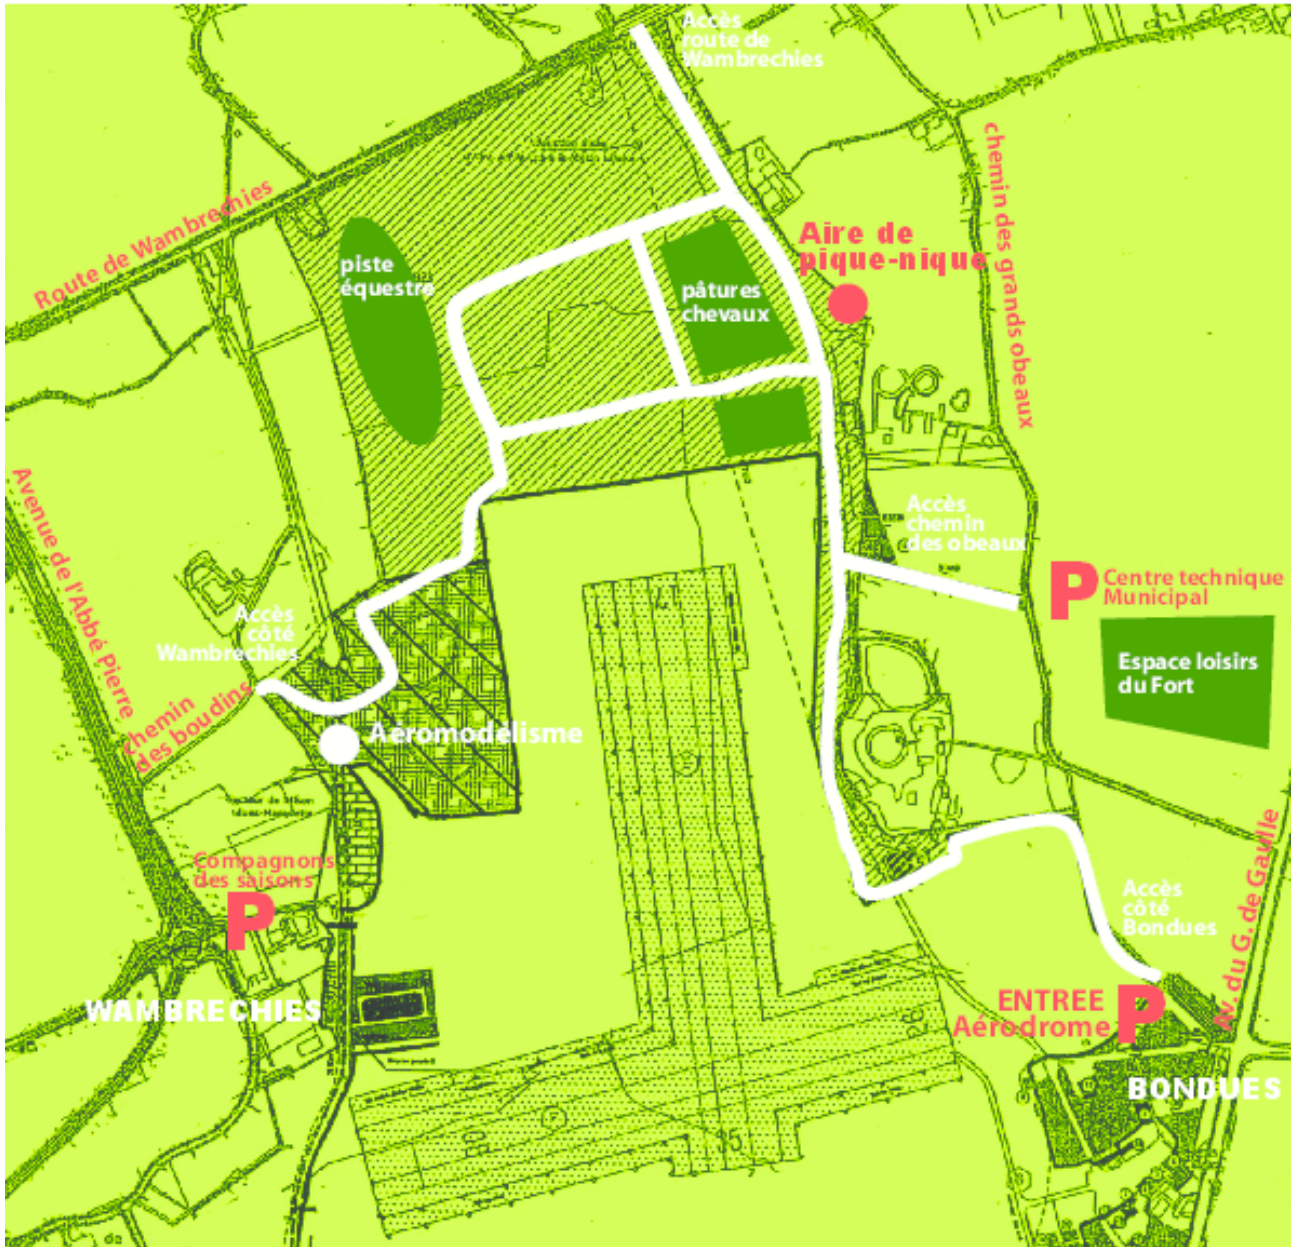 Accès
route de
Wambrechies
chemin des grands obeaux
Route de Wambrechies
Aire de
pique-nique
piste
équestre
pâtures
chevaux
Avenue de l'Abbé Pierre
Accès
chemin
des obeaux
Centre technique
Municipal
P
Accès
côté
Wambrechies
Espace loisirs
du Fort
chemin
des boudins
Aéromodélisme
Compagnons
des saisons
P
Accès
côté
Bondues
Av. du G. de Gaulle
WAMBRECHIES
ENTREE
Aérodrome
P
BONDUES